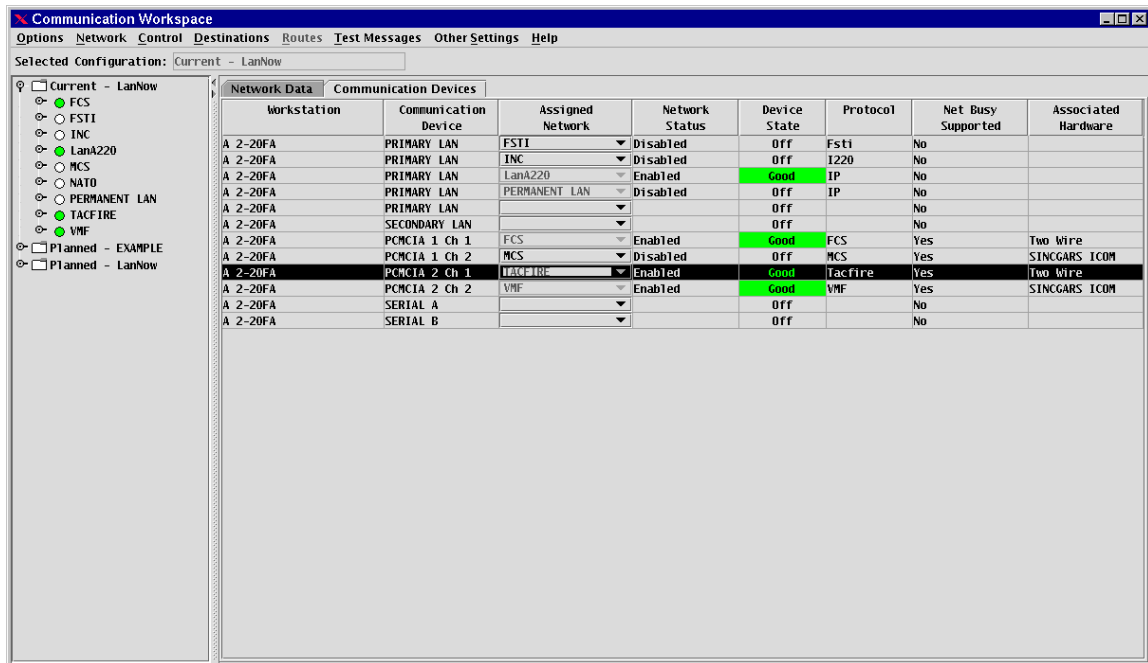 Communication Workspace
Options Network Control Destinations Routes Test Messages Other Settings Help
Selected Configuration: Current - LanNow
Current - LanNow
FCS
FSTI
INC
LanA220
MCS
NATO
PERMANENT LAN
TACFIRE
VMF
Planned - EXAMPLE
Planned - LanNow
Network Data Communication Devices
Workstation Communication Device Assigned Network Network Status Device State Protocol Net Busy Supported Associated Hardware
A 2-20FA PRIMARY LAN FSTI Disabled Off Fsti No
A 2-20FA PRIMARY LAN INC Disabled Off I220 No
A 2-20FA PRIMARY LAN LanA220 Enabled Good IP No
A 2-20FA PRIMARY LAN PERMANENT LAN Disabled Off IP No
A 2-20FA PRIMARY LAN Off No
A 2-20FA SECONDARY LAN Off No
A 2-20FA PCMCIA 1 Ch 1 FCS Enabled Good FCS Yes Two Wire
A 2-20FA PCMCIA 1 Ch 2 MCS Disabled Off MCS Yes SINCGARS ICOM
A 2-20FA PCMCIA 2 Ch 1 TACFIRE Enabled Good Tacfire Yes Two Wire
A 2-20FA PCMCIA 2 Ch 2 VMF Enabled Good VMF Yes SINCGARS ICOM
A 2-20FA SERIAL A Off No
A 2-20FA SERIAL B Off No